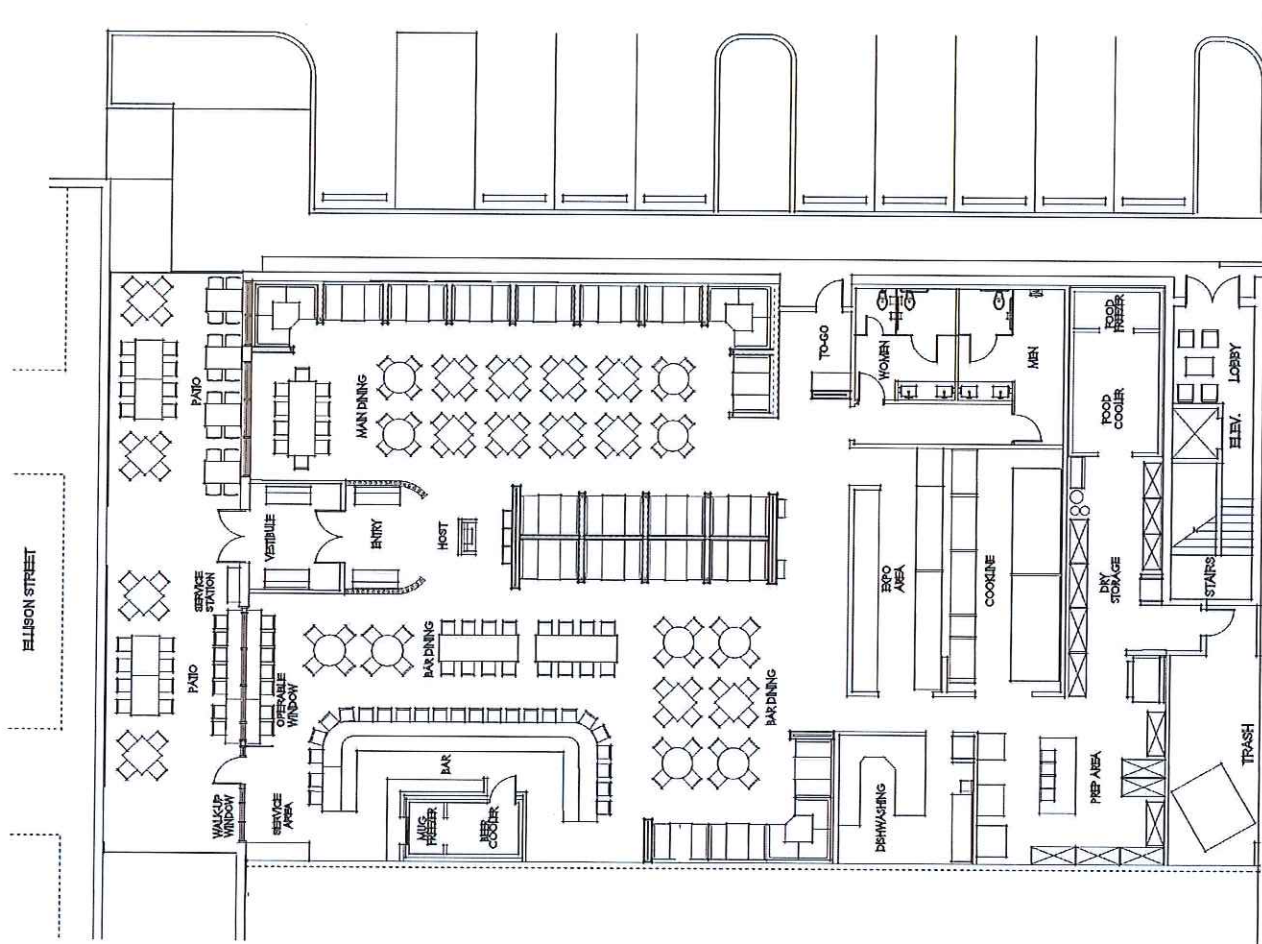 ELLISON STREET
PATIO
PATIO
SERVICE
STATION
WALK-UP
WINDOW
SERVICE
AREA
OPERABLE
WINDOW
VESTIBULE
ENTRY
HOST
MAIN DINING
BAR DINING
BAR
MUG
FREEZER
BEER
COOLER
BAR DINING
TO-GO
WOMEN
MEN
EXPO
AREA
COOKLINE
DISHWASHING
PREP AREA
DRY
STORAGE
FOOD
COOLER
FOOD
FREEZER
LOBBY
ELEV.
STAIRS
TRASH